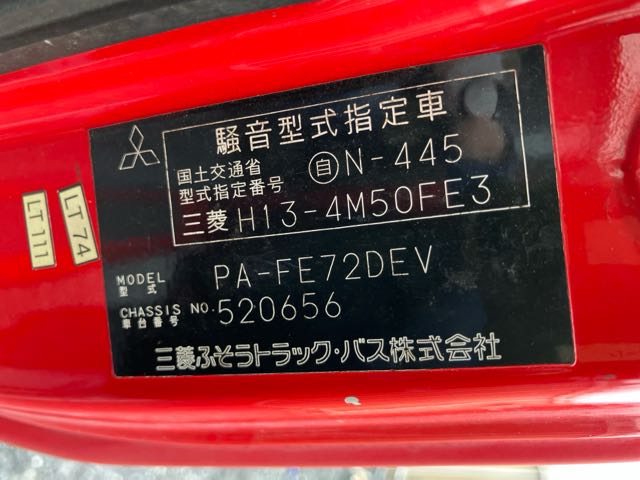 騒音型式指定車
国土交通省
型式指定番号
自N-445
三菱 H13-4M50FE3
MODEL
型式
PA-FE72DEV
CHASSIS NO.
車台番号
520656
三菱ふそうトラック・バス株式会社
LT111
LT74